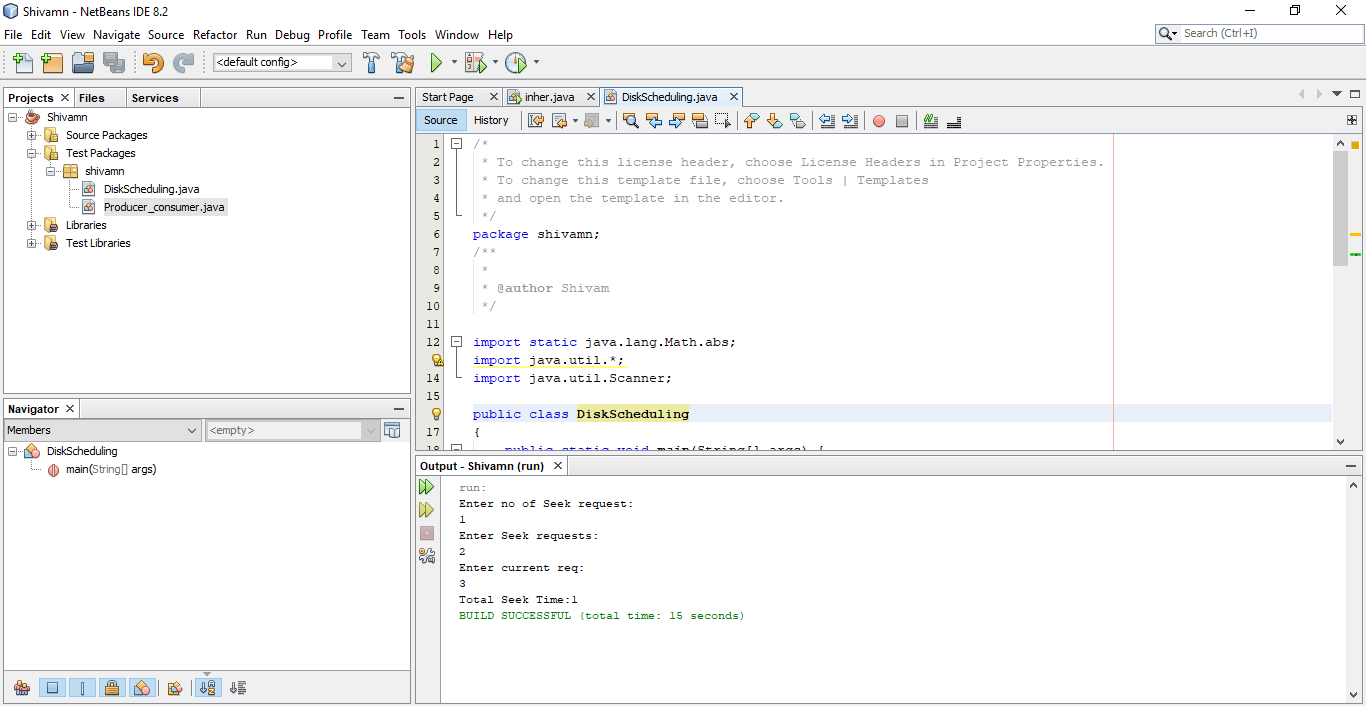 Shivamn - NetBeans IDE 8.2
File Edit View Navigate Source Refactor Run Debug Profile Team Tools Window Help
Search (Ctrl+I)
<default config>
Projects Files Services
Shivamn
Source Packages
Test Packages
shivamn
DiskScheduling.java
Producer_consumer.java
Libraries
Test Libraries
Navigator
Members <empty>
DiskScheduling
main(String[] args)
Start Page inher.java DiskScheduling.java
Source History
1 /*
2 * To change this license header, choose License Headers in Project Properties.
3 * To change this template file, choose Tools | Templates
4 * and open the template in the editor.
5 */
6 package shivamn;
7 /**
8 *
9 * @author Shivam
10 */
11
12 import static java.lang.Math.abs;
import java.util.*;
14 import java.util.Scanner;
15
public class DiskScheduling
17 {
18 public static void main(String[] args) {
Output - Shivamn (run)
run:
Enter no of Seek request:
1
Enter Seek requests:
2
Enter current req:
3
Total Seek Time:1
BUILD SUCCESSFUL (total time: 15 seconds)